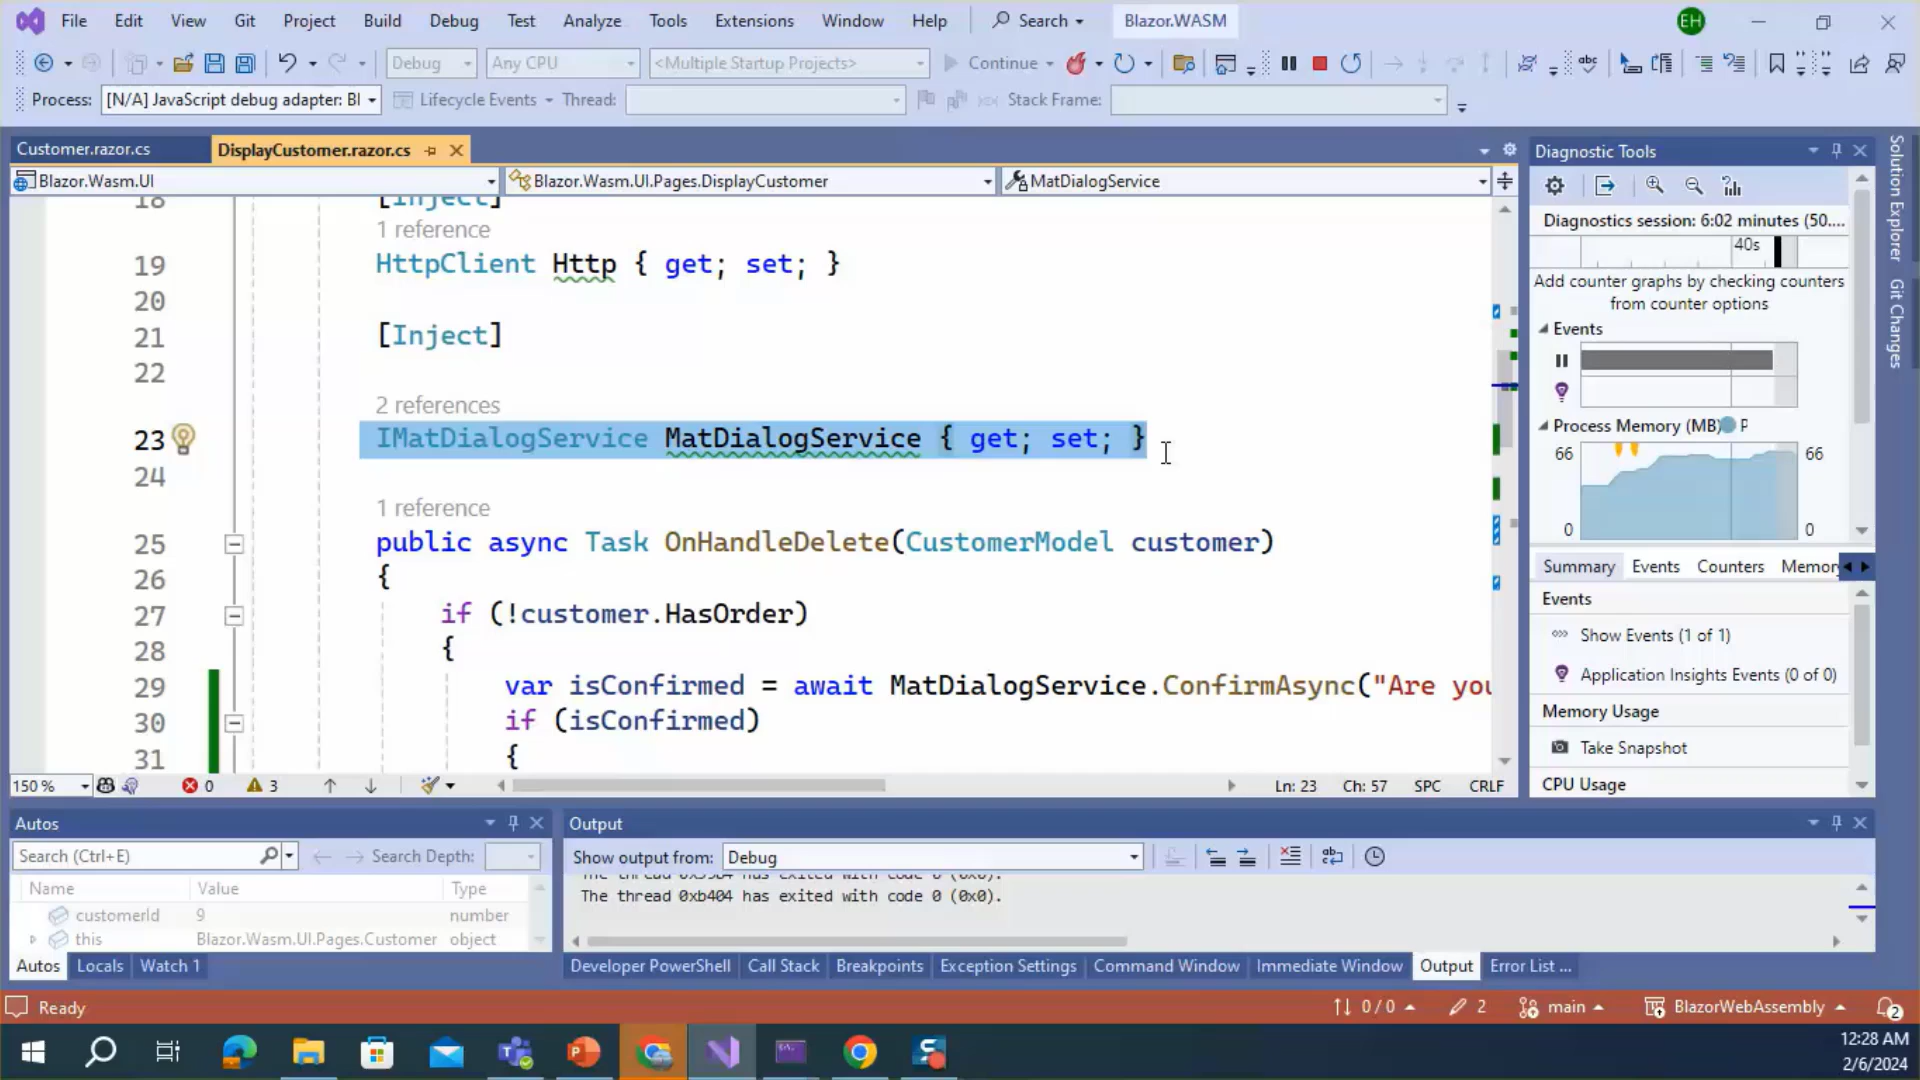 File Edit View Git Project Build Debug Test Analyze Tools Extensions Window Help Search Blazor.WASM EH
Debug Any CPU <Multiple Startup Projects> Continue
Process: [N/A] JavaScript debug adapter: Bl Lifecycle Events Thread: Stack Frame:
Customer.razor.cs DisplayCustomer.razor.cs
Blazor.Wasm.UI Blazor.Wasm.UI.Pages.DisplayCustomer MatDialogService
18 [Inject]
1 reference
19 HttpClient Http { get; set; }
20
21 [Inject]
22
2 references
23 IMatDialogService MatDialogService { get; set; }
24
1 reference
25 public async Task OnHandleDelete(CustomerModel customer)
26 {
27 if (!customer.HasOrder)
28 {
29 var isConfirmed = await MatDialogService.ConfirmAsync("Are you
30 if (isConfirmed)
31 {
150 % 0 3 Ln: 23 Ch: 57 SPC CRLF
Diagnostic Tools
Diagnostics session: 6:02 minutes (50....
40s
Add counter graphs by checking counters
from counter options
Events
Process Memory (MB) P
66 66
0 0
Summary Events Counters Memor
Events
Show Events (1 of 1)
Application Insights Events (0 of 0)
Memory Usage
Take Snapshot
CPU Usage
Solution Explorer
Git Changes
Autos
Search (Ctrl+E) Search Depth:
Name Value Type
customerId 9 number
this Blazor.Wasm.UI.Pages.Customer object
Autos Locals Watch 1
Output
Show output from: Debug
The thread 0xb404 has exited with code 0 (0x0).
Developer PowerShell Call Stack Breakpoints Exception Settings Command Window Immediate Window Output Error List ...
Ready 0 / 0 2 main BlazorWebAssembly 2
12:28 AM
2/6/2024